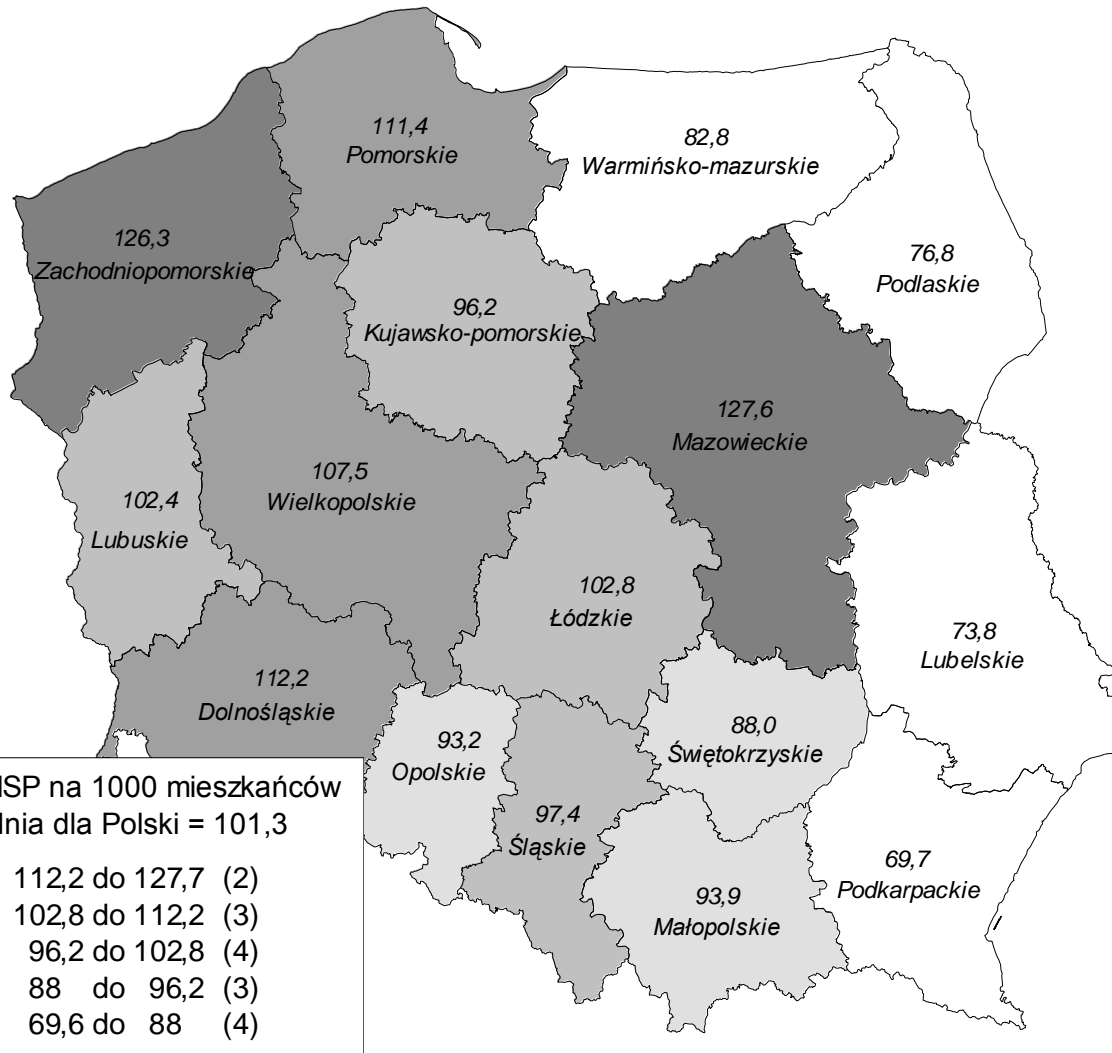 111,4
Pomorskie
82,8
Warmińsko-mazurskie
126,3
Zachodniopomorskie
76,8
Podlaskie
96,2
Kujawsko-pomorskie
127,6
Mazowieckie
107,5
Wielkopolskie
102,4
Lubuskie
102,8
Łódzkie
73,8
Lubelskie
112,2
Dolnośląskie
93,2
Opolskie
88,0
Świętokrzyskie
97,4
Śląskie
69,7
Podkarpackie
93,9
Małopolskie
na 1000 mieszkańców
dla Polski = 101,3
112,2 do 127,7 (2)
102,8 do 112,2 (3)
96,2 do 102,8 (4)
88 do 96,2 (3)
69,6 do 88 (4)